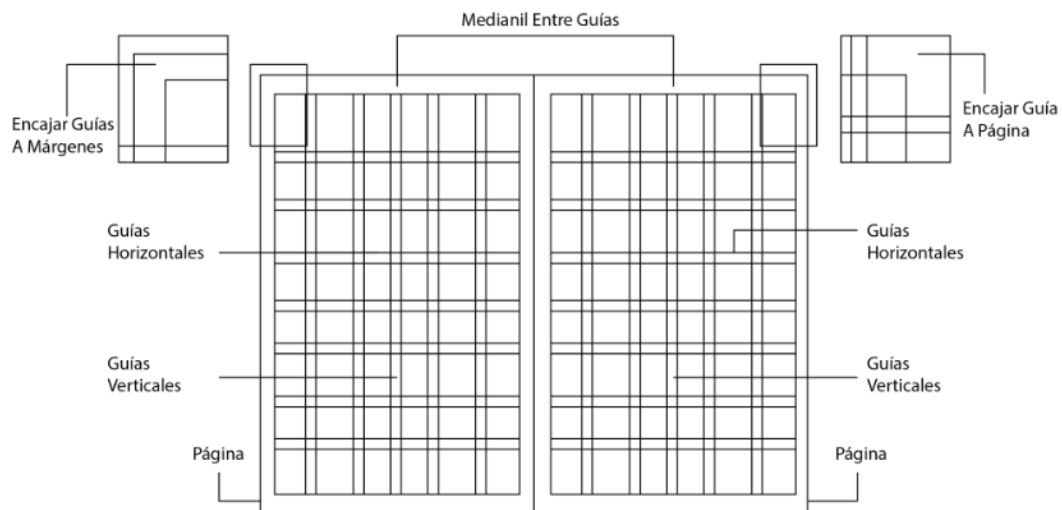 Medianil Entre Guías
Encajar Guías
A Márgenes
Encajar Guía
A Página
Guías
Horizontales
Guías
Horizontales
Guías
Verticales
Guías
Verticales
Página
Página